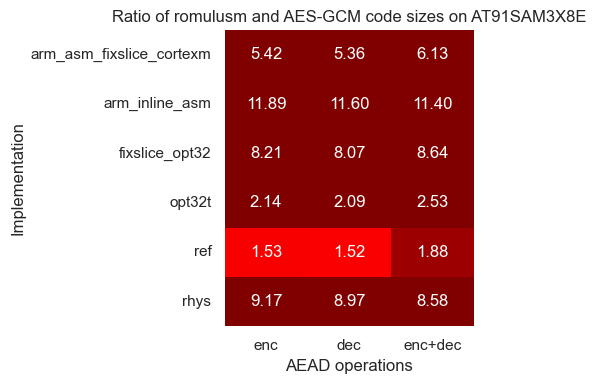 Ratio of romulusm and AES-GCM code sizes on AT91SAM3X8E
Implementation
arm_asm_fixslice_cortexm 5.42 5.36 6.13
arm_inline_asm 11.89 11.60 11.40
fixslice_opt32 8.21 8.07 8.64
opt32t 2.14 2.09 2.53
ref 1.53 1.52 1.88
rhys 9.17 8.97 8.58
enc dec enc+dec
AEAD operations